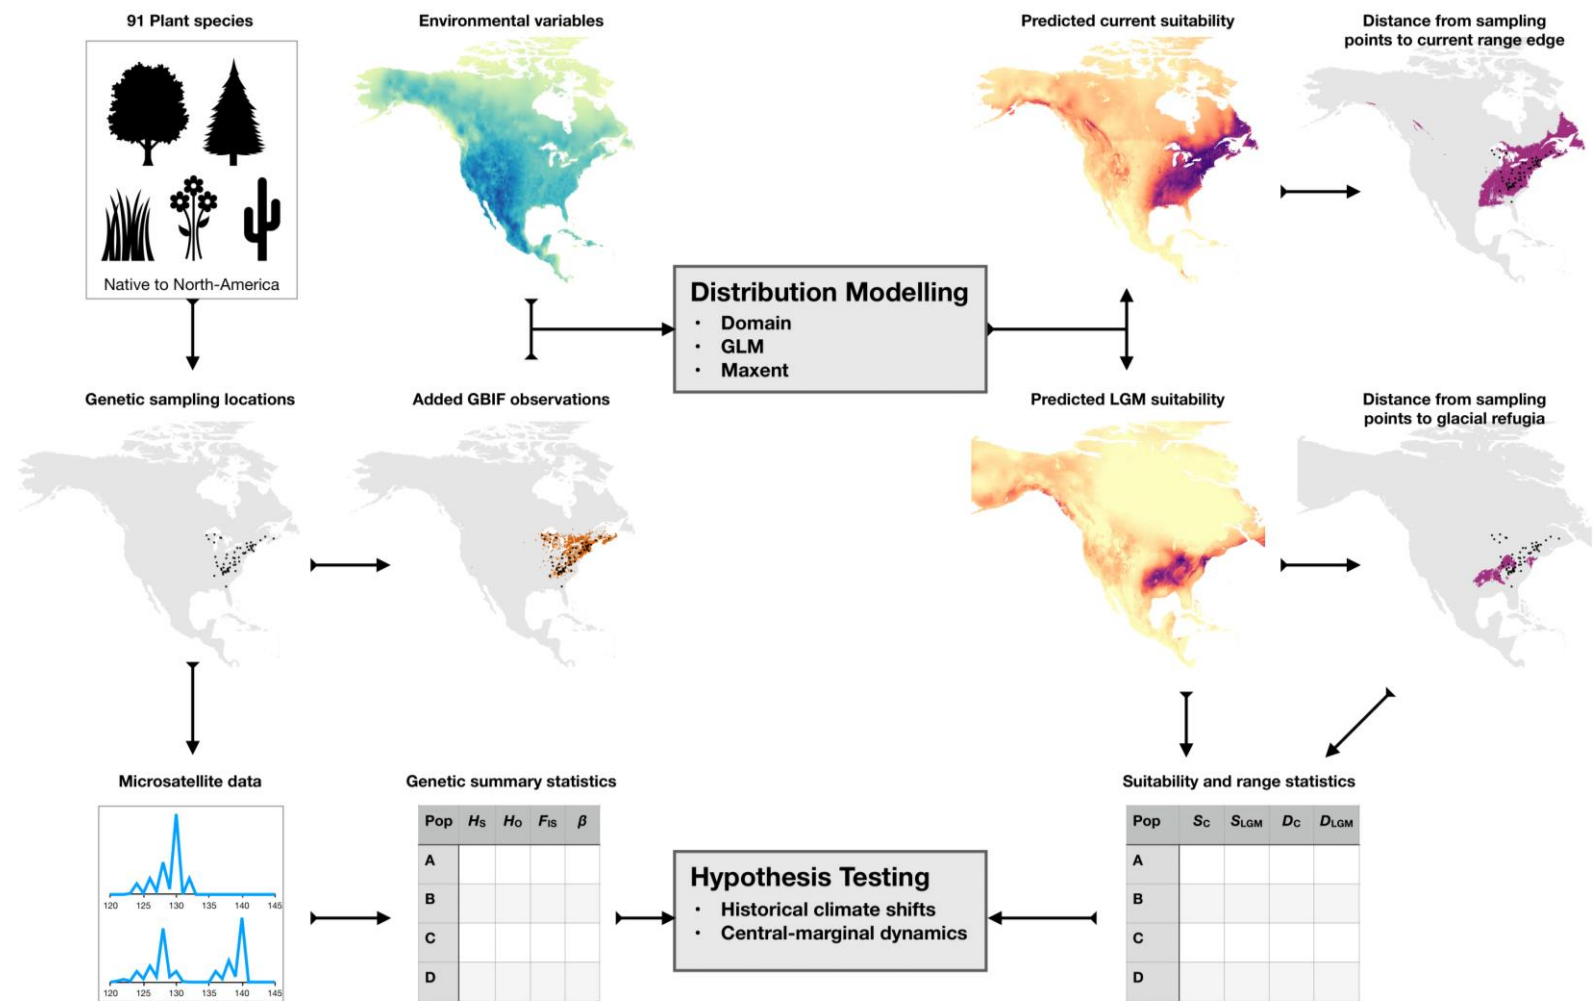 91 Plant species
Native to North-America
Environmental variables
Predicted current suitability
Distance from sampling
points to current range edge
Distribution Modelling
• Domain
• GLM
• Maxent
Genetic sampling locations
Added GBIF observations
Predicted LGM suitability
Distance from sampling
points to glacial refugia
Microsatellite data
120 125 130 135 140 145
120 125 130 135 140 145
Genetic summary statistics
Pop HS HO FIS β
A
B
C
D
Hypothesis Testing
• Historical climate shifts
• Central-marginal dynamics
Suitability and range statistics
Pop SC SLGM DC DLGM
A
B
C
D